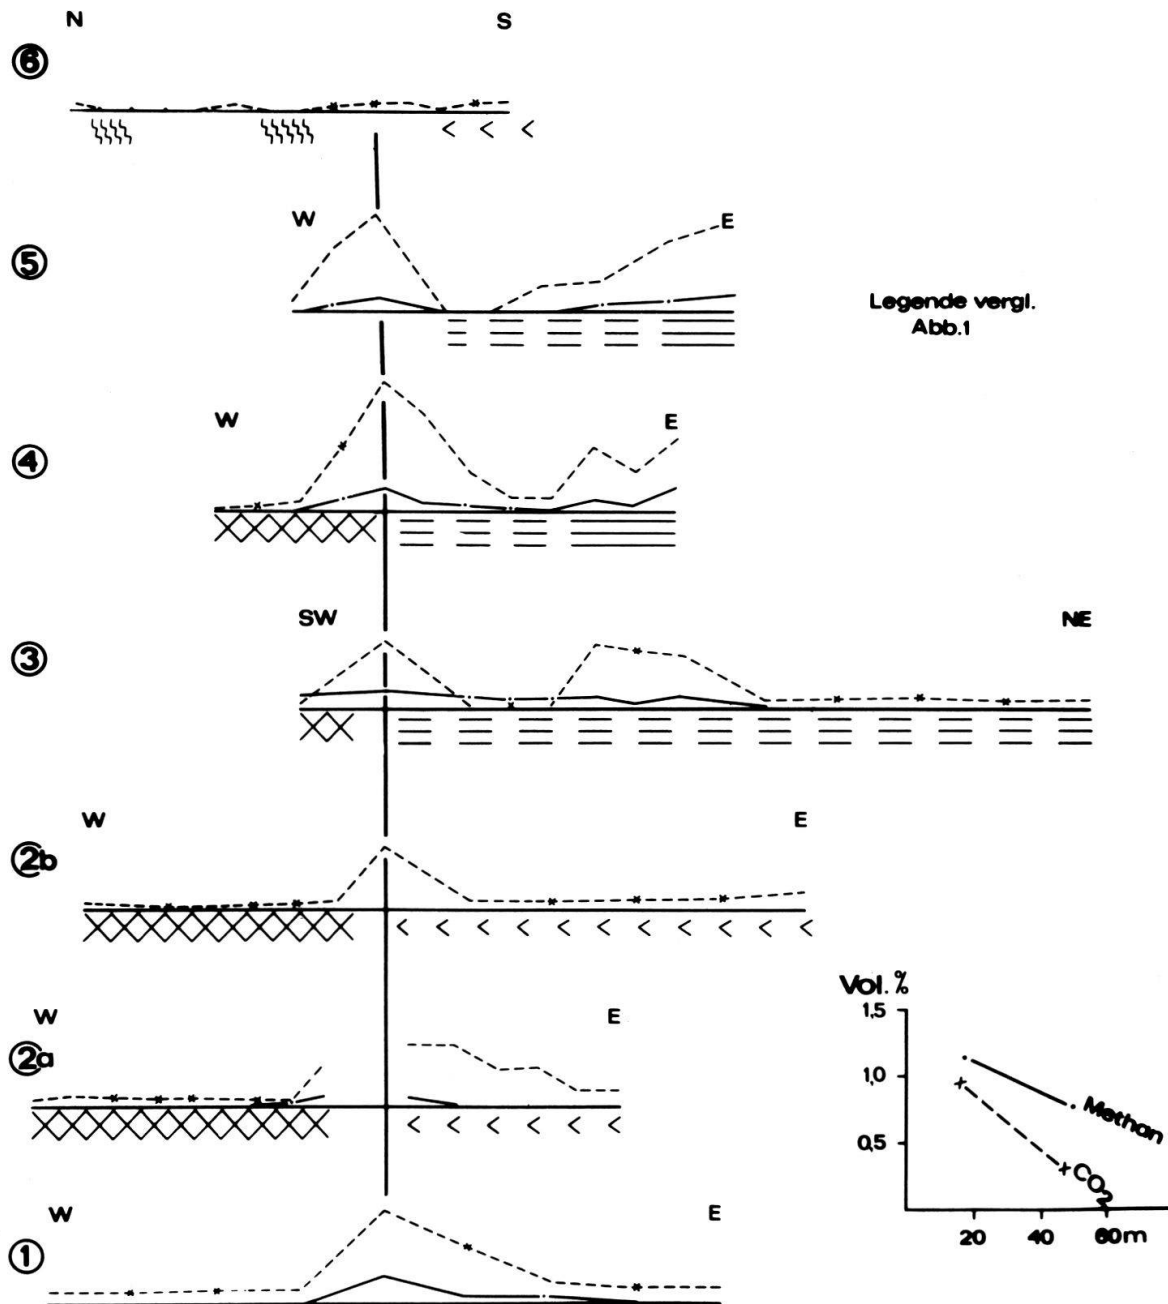 N S
6
W E
5
Legende vergl.
Abb.1
W E
4
SW NE
3
W E
2b
Vol.%
1,5
W E
2a
1,0
Methan
0,5
CO2
W E
20 40 60m
1